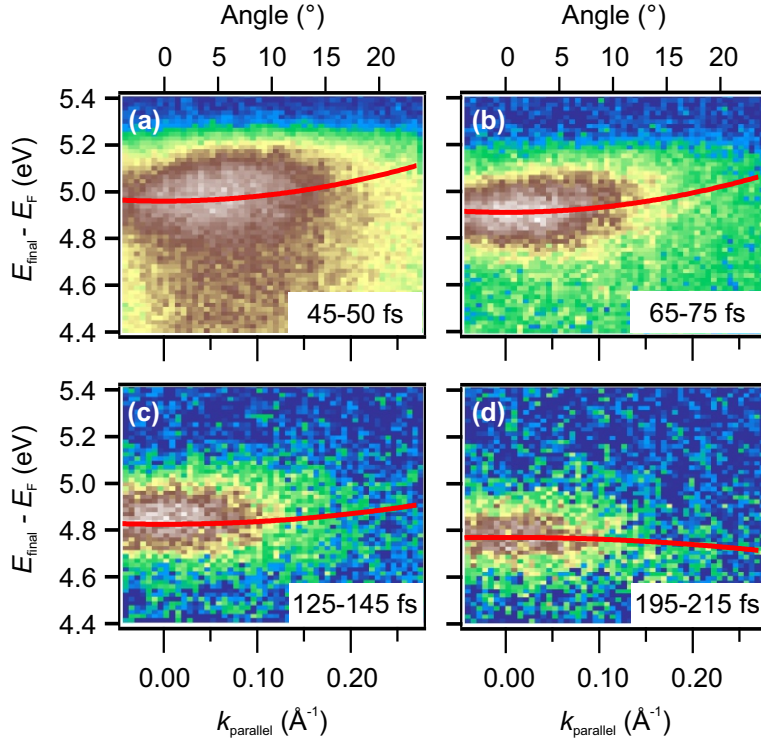 Angle (°) Angle (°)
0 5 10 15 20 0 5 10 15 20
5.4
5.2
5.0
4.8
4.6
4.4
E_final - E_F (eV)
(a)
45-50 fs
(b)
65-75 fs
5.4
5.2
5.0
4.8
4.6
4.4
E_final - E_F (eV)
(c)
125-145 fs
(d)
195-215 fs
0.00 0.10 0.20 0.00 0.10 0.20
k_parallel (Å⁻¹) k_parallel (Å⁻¹)